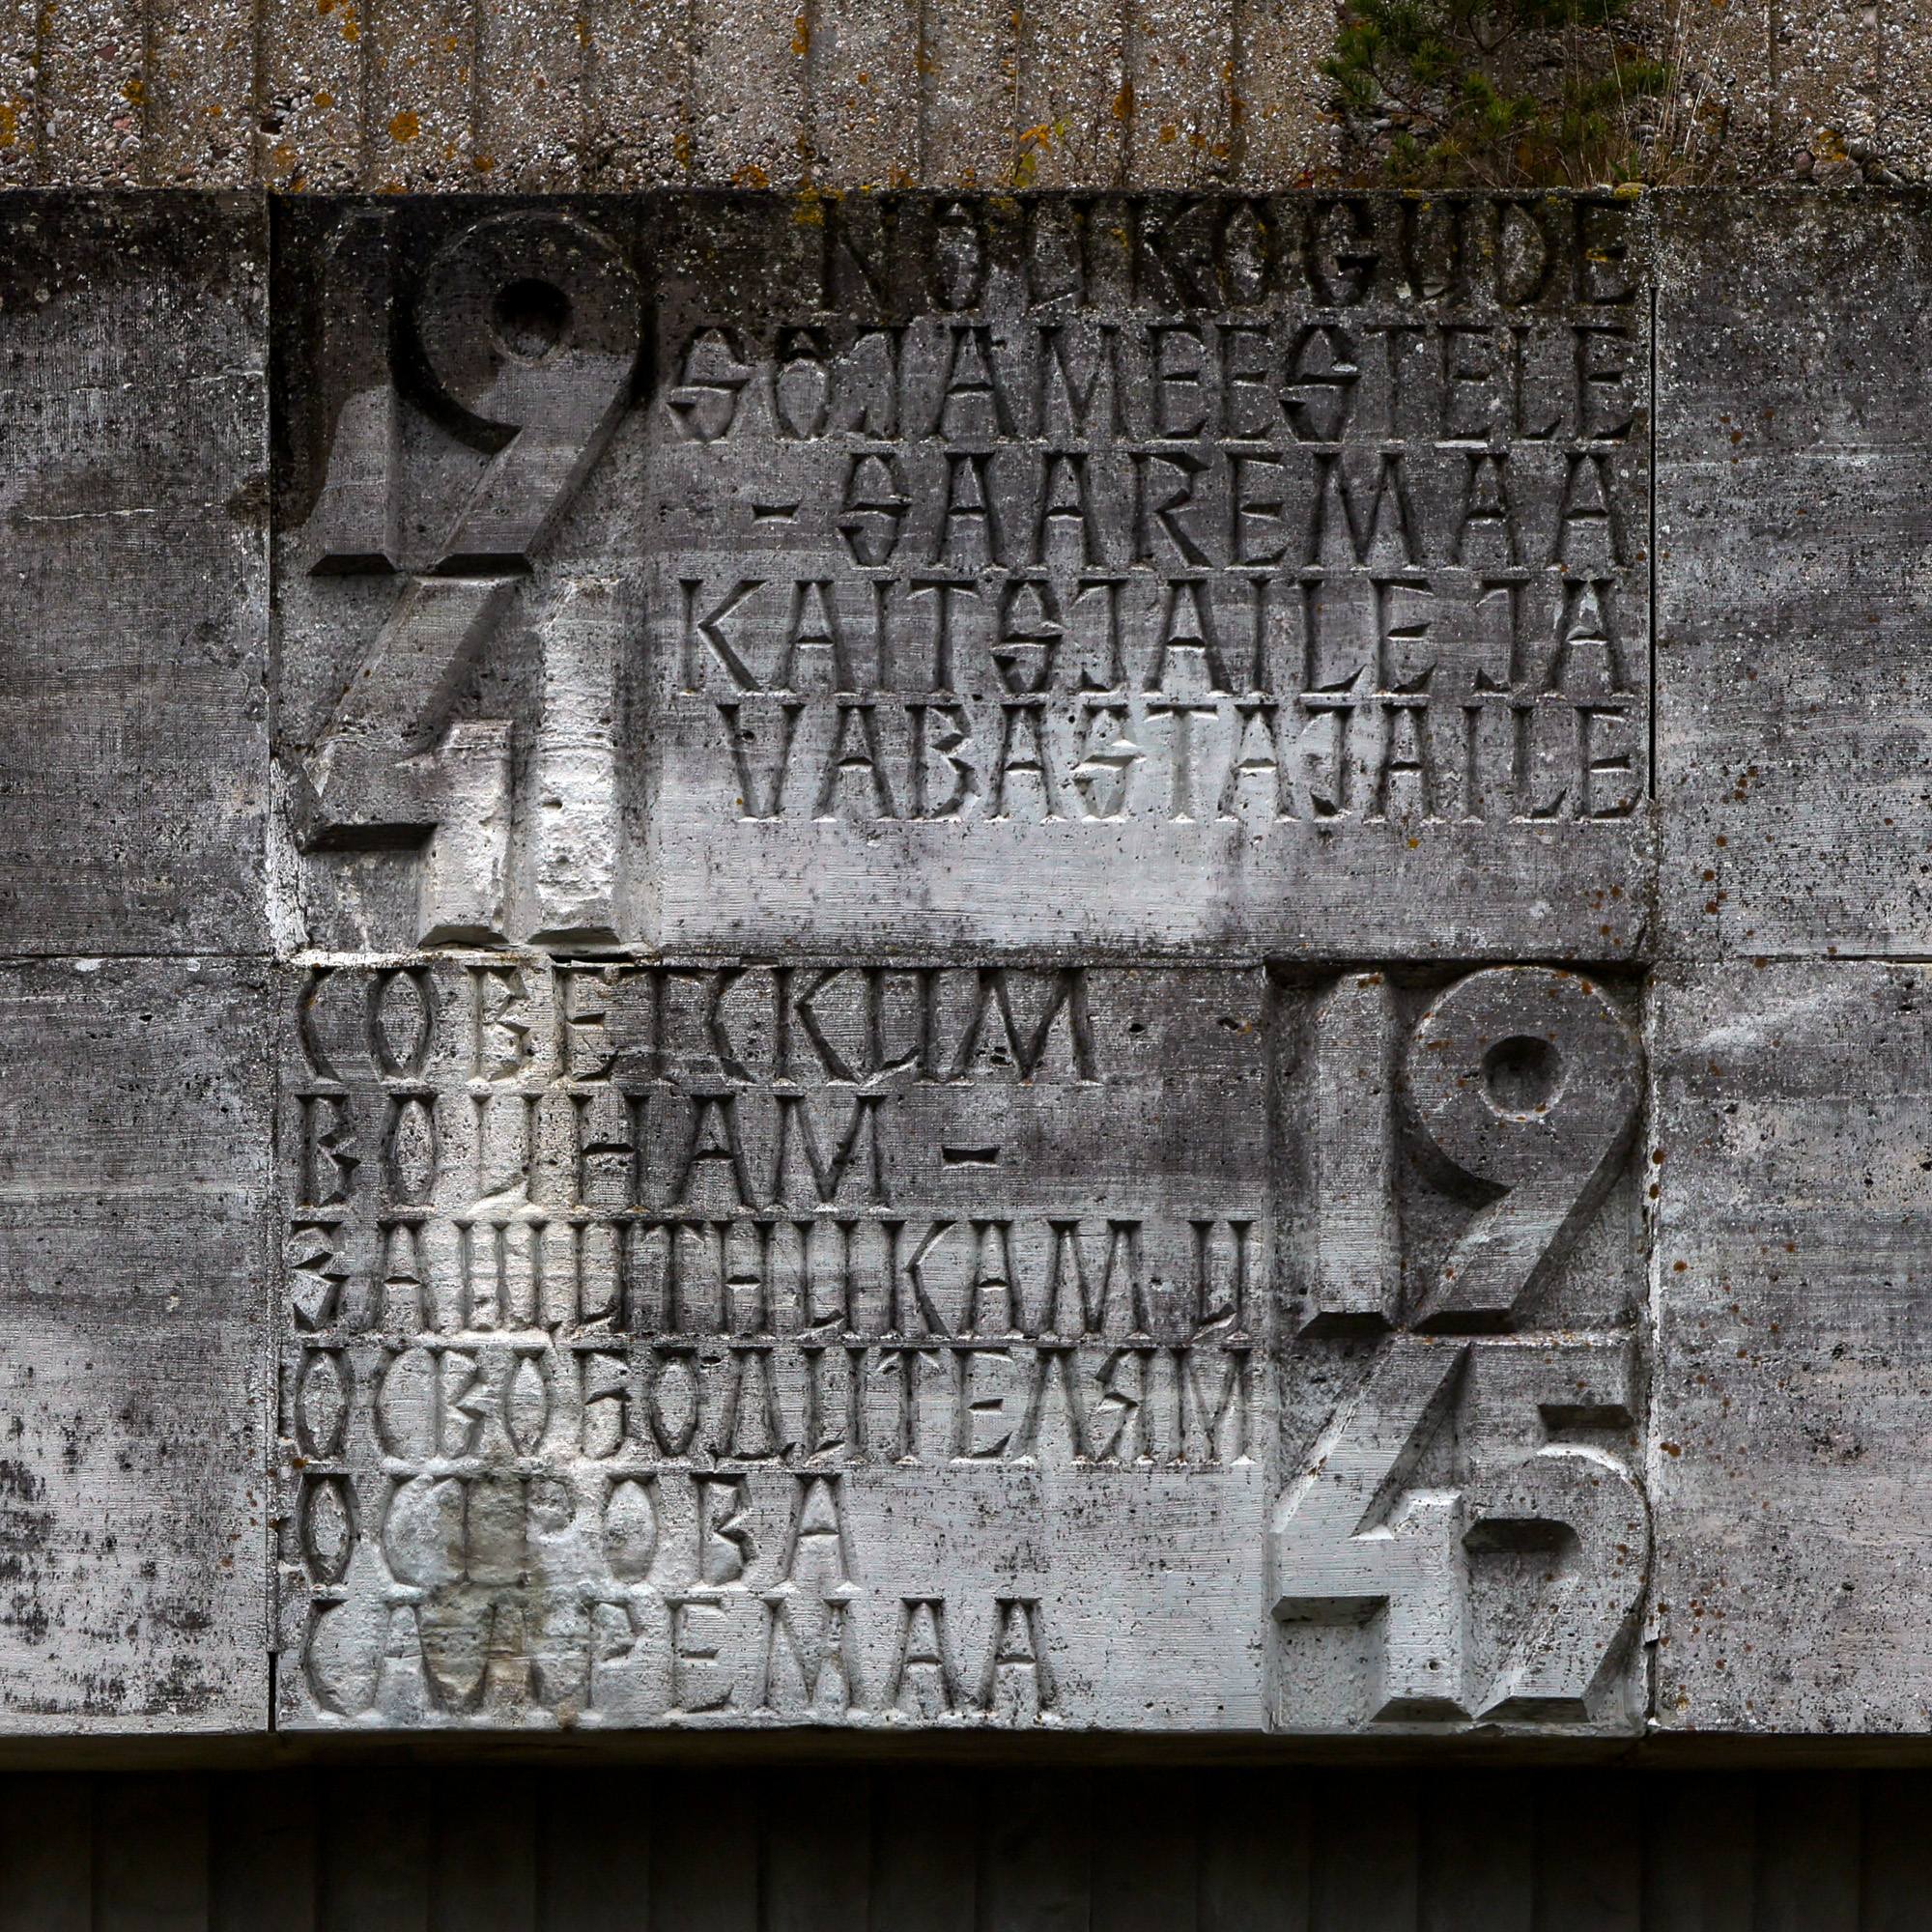 19
41
NÕUKOGUDE
SÕJAMEESTELE
- SAAREMAA
KAITSJAILE JA
VABASTAJAILE
СОВЕТСКИМ
ВОИНАМ -
ЗАЩИТНИКАМ И
ОСВОБОДИТЕЛЯМ
ОСТРОВА
СААРЕМАА
19
45